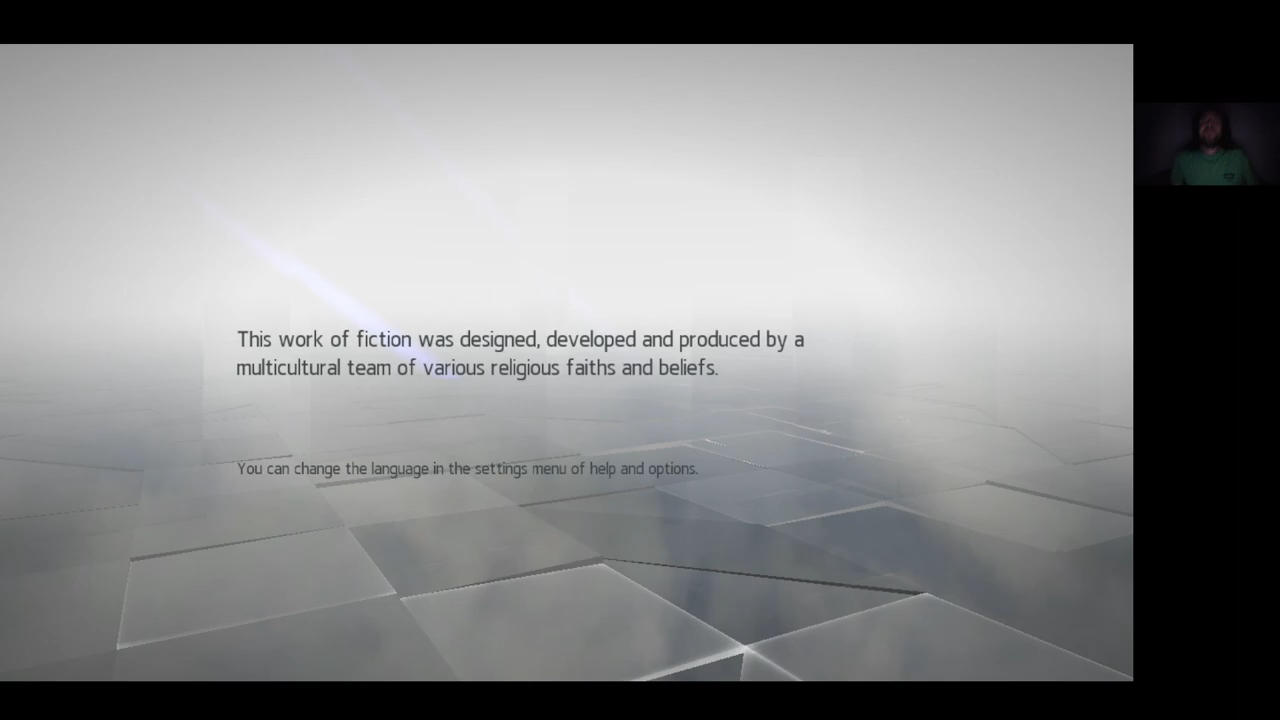 This work of fiction was designed, developed and produced by a
multicultural team of various religious faiths and beliefs.
You can change the language in the settings menu of help and options.